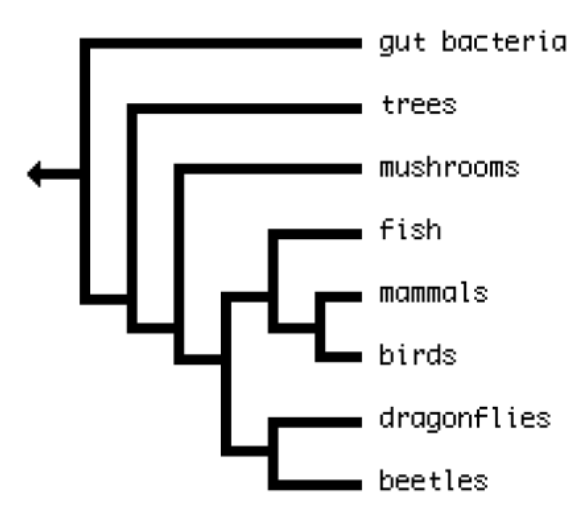 gut bacteria
trees
mushrooms
fish
mammals
birds
dragonflies
beetles